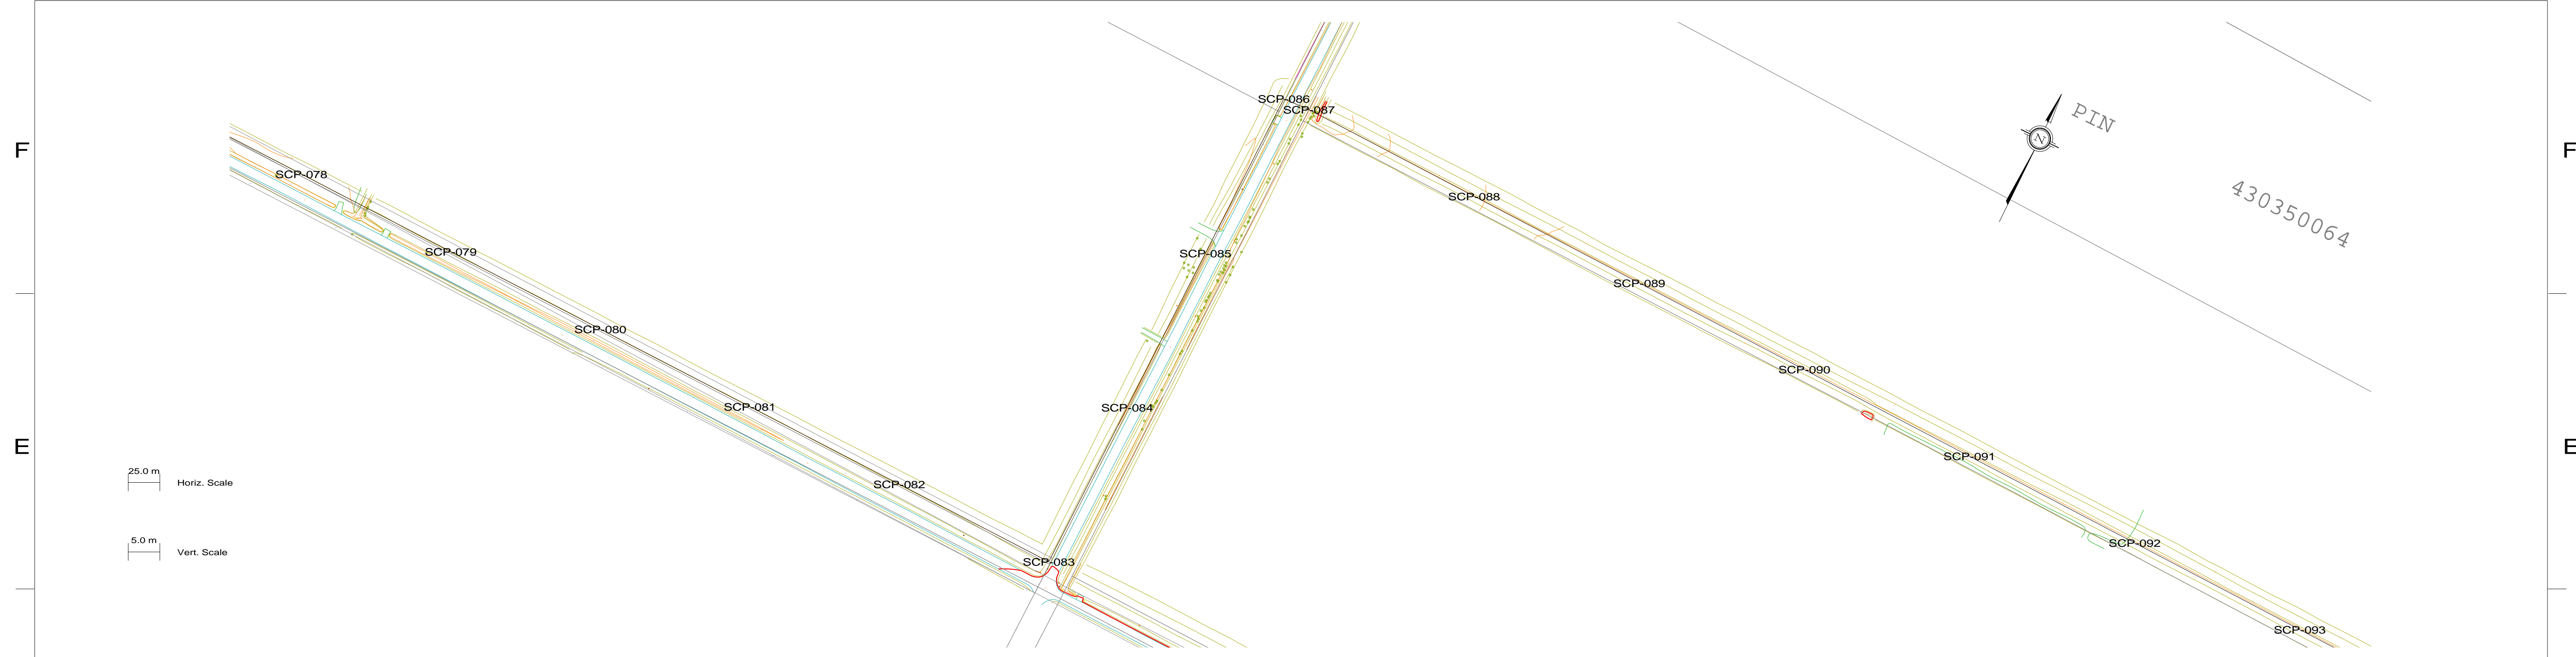 SCP-086
SCP-087
PIN
N
F
F
SCP-078
SCP-088
430350064
SCP-079
SCP-085
SCP-089
SCP-080
SCP-090
SCP-081
SCP-084
E
E
SCP-091
25.0 m
Horiz. Scale
SCP-082
5.0 m
Vert. Scale
SCP-092
SCP-083
SCP-093